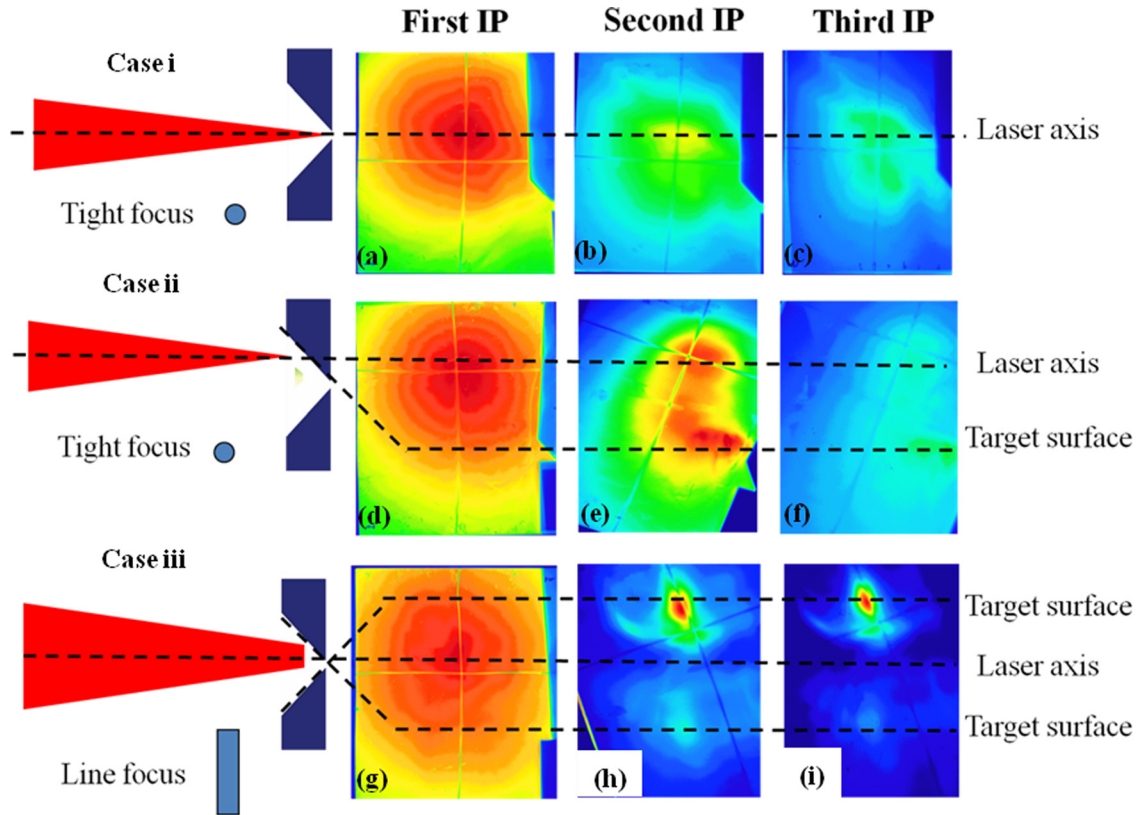 First IP
Second IP
Third IP
Case i
Laser axis
Tight focus
(a)
(b)
(c)
Case ii
Laser axis
Tight focus
Target surface
(d)
(e)
(f)
Case iii
Target surface
Laser axis
Target surface
Line focus
(g)
(h)
(i)